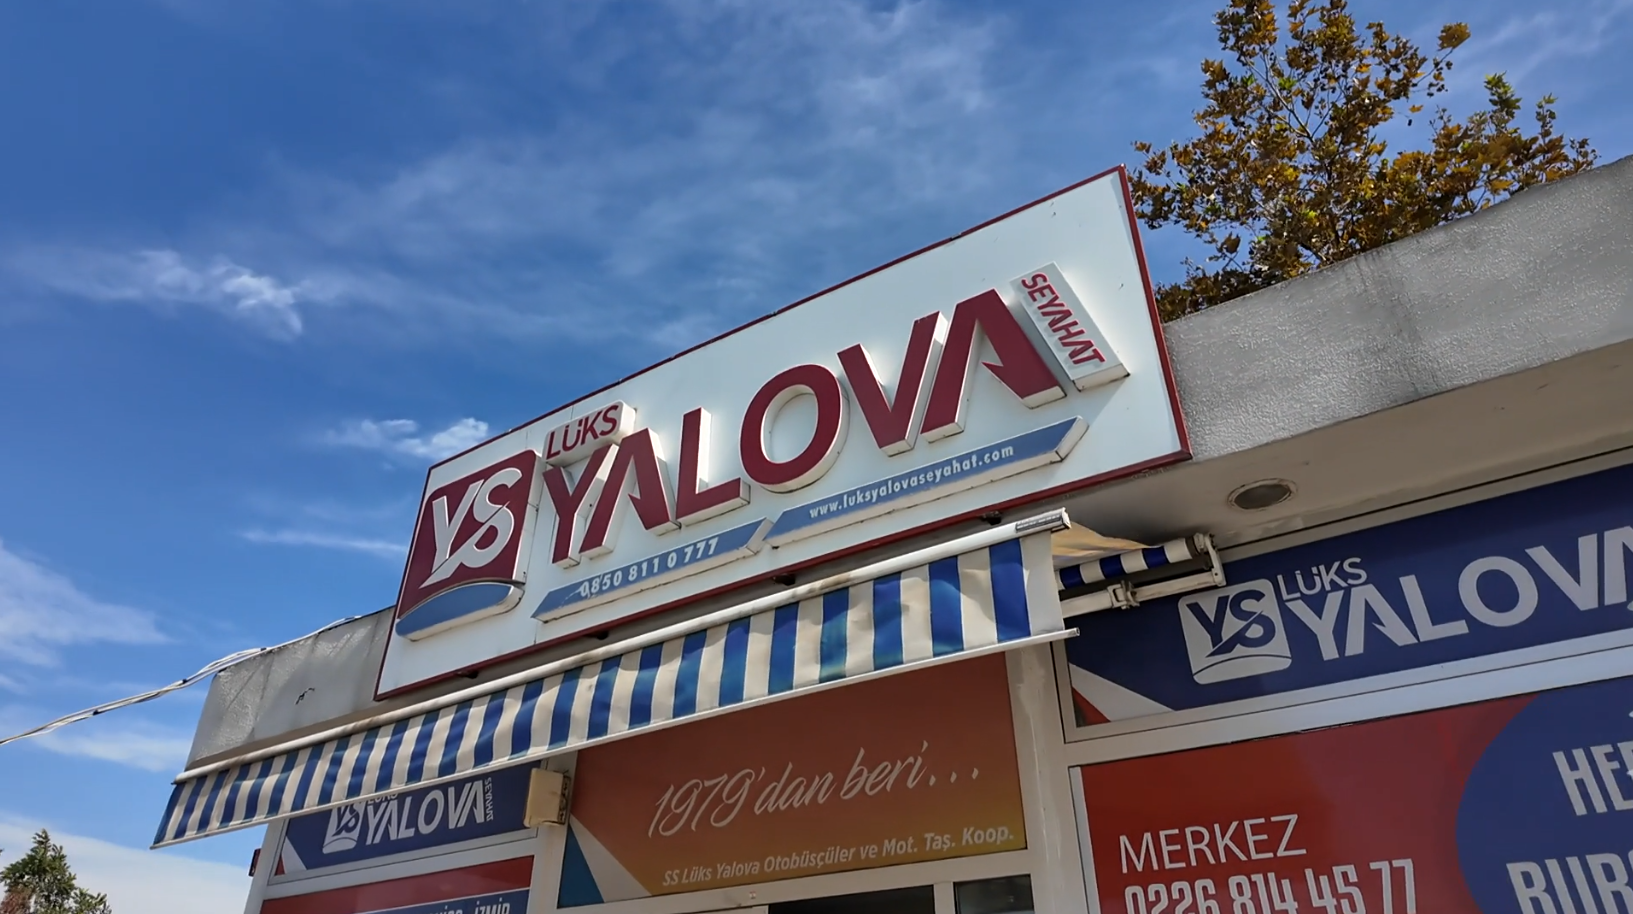 LÜKS
YS YALOVA SEYAHAT
0850 811 0 777
www.luksyalovaseyahat.com
YS LÜKS
YALOVA
YS LÜKS
YALOVA SEYAHAT
1979'dan beri...
SS Lüks Yalova Otobüsçüler ve Mot. Taş. Koop.
MERKEZ
0226 814 45 77
İZMİR